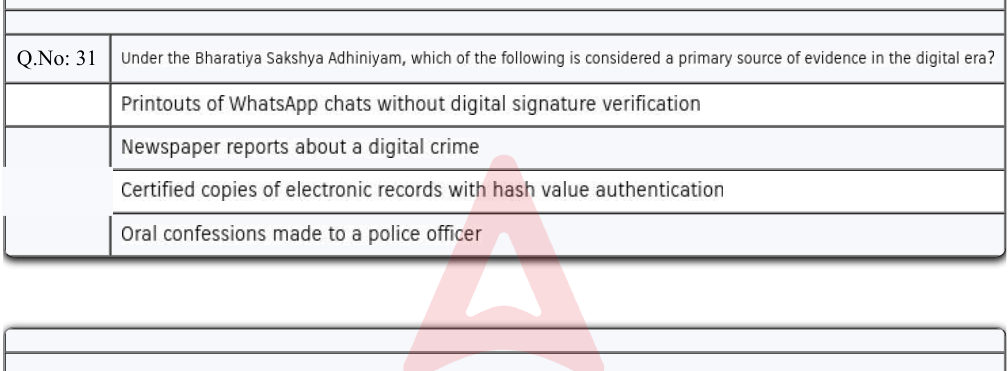 Q.No: 31
Under the Bharatiya Sakshya Adhiniyam, which of the following is considered a primary source of evidence in the digital era?
Printouts of WhatsApp chats without digital signature verification
Newspaper reports about a digital crime
Certified copies of electronic records with hash value authentication
Oral confessions made to a police officer